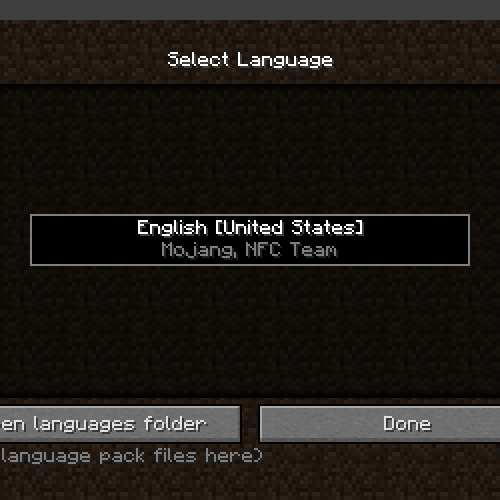 Select Language
English [United States]
Mojang, NFC Team
en languages folder
Done
language pack files here)